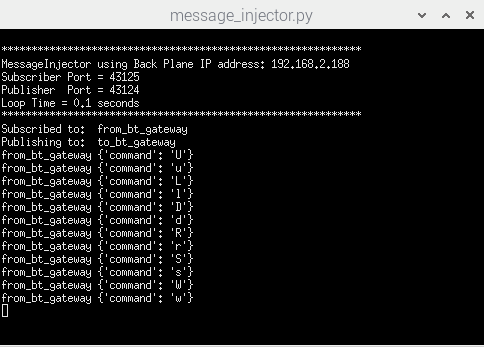 message_injector.py
************************************************************
MessageInjector using Back Plane IP address: 192.168.2.188
Subscriber Port = 43125
Publisher  Port = 43124
Loop Time = 0.1 seconds
************************************************************
Subscribed to:  from_bt_gateway
Publishing to:  to_bt_gateway
from_bt_gateway {'command': 'U'}
from_bt_gateway {'command': 'u'}
from_bt_gateway {'command': 'L'}
from_bt_gateway {'command': 'l'}
from_bt_gateway {'command': 'D'}
from_bt_gateway {'command': 'd'}
from_bt_gateway {'command': 'R'}
from_bt_gateway {'command': 'r'}
from_bt_gateway {'command': 'S'}
from_bt_gateway {'command': 's'}
from_bt_gateway {'command': 'W'}
from_bt_gateway {'command': 'w'}